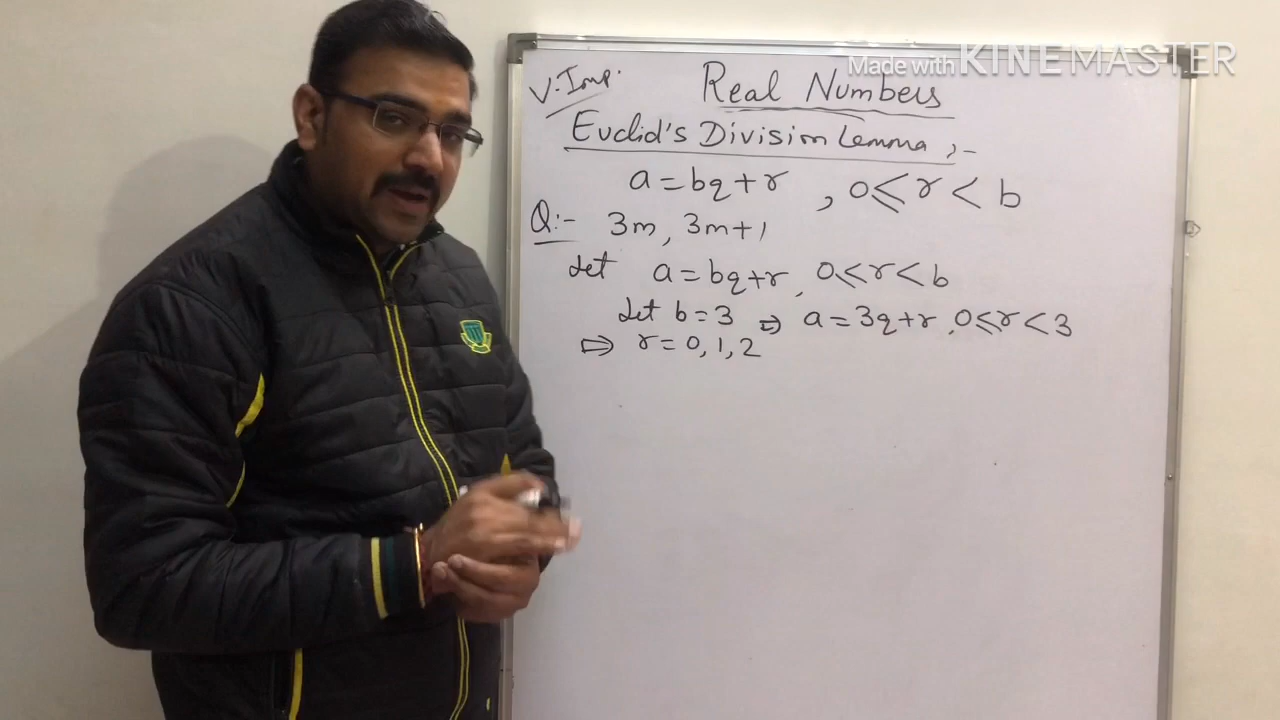 Made with KINEMASTER
V. Imp. Real Numbers
Euclid's Division Lemma :-
a = bq + r , 0 ≤ r < b
Q:- 3m, 3m+1
Let a = bq + r, 0 ≤ r < b
Let b = 3 ⇒ a = 3q + r, 0 ≤ r < 3
⇒ r = 0, 1, 2